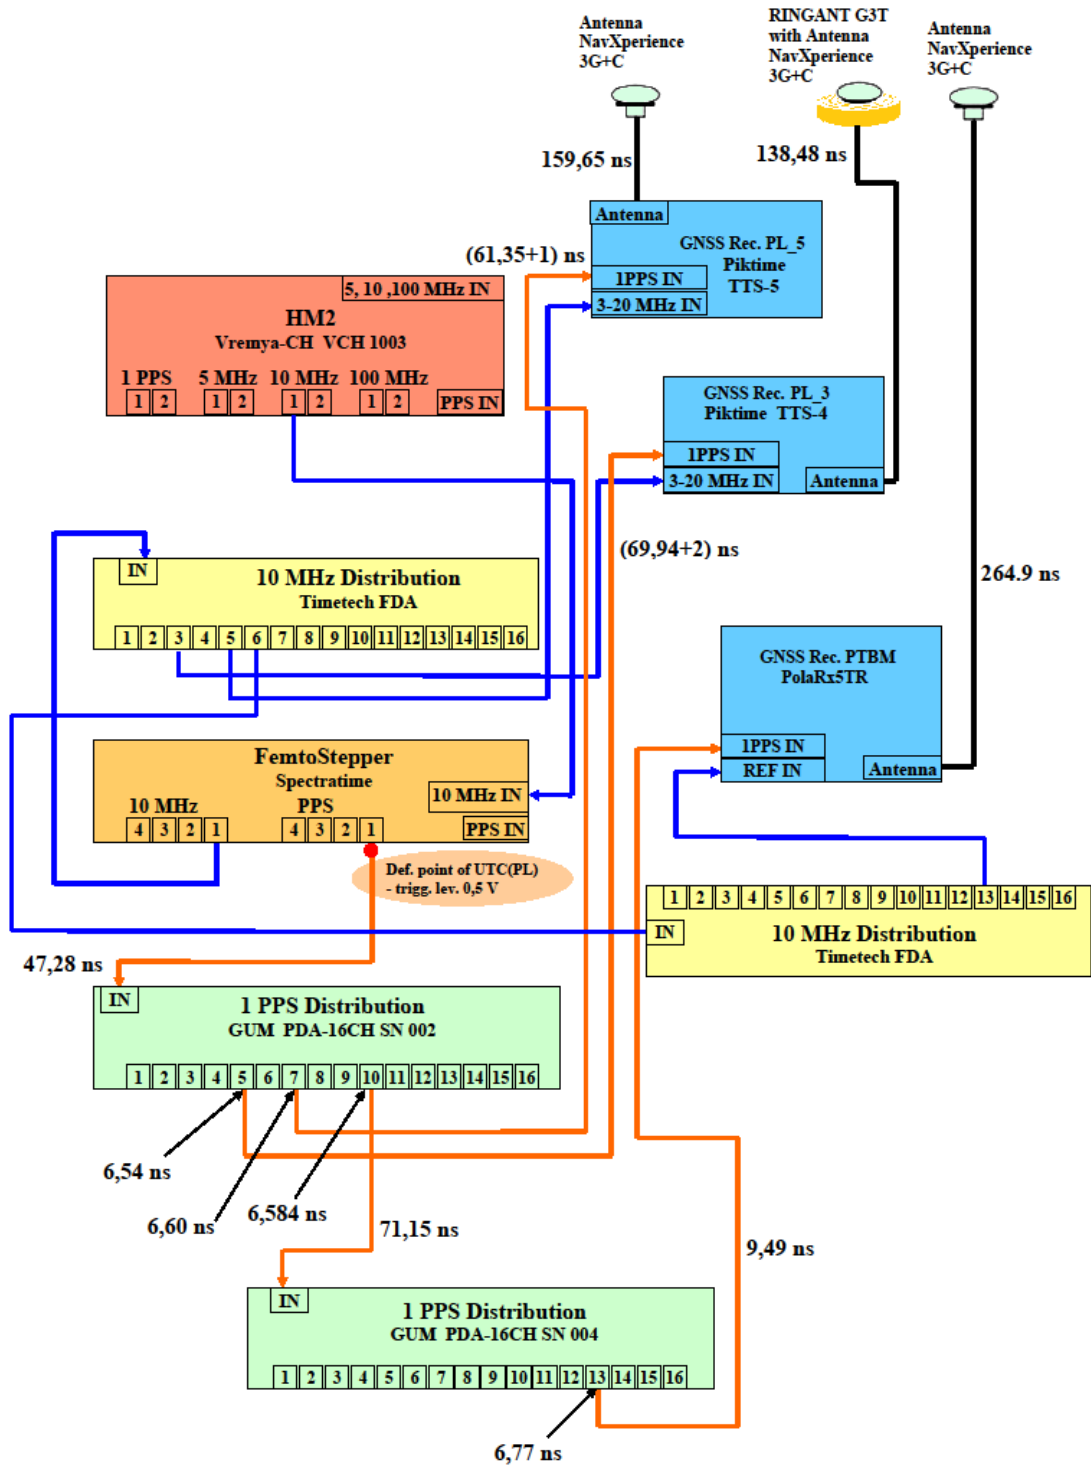 Antenna
NavXperience
3G+C
RINGANT G3T
with Antenna
NavXperience
3G+C
Antenna
NavXperience
3G+C
159,65 ns
138,48 ns
Antenna
GNSS Rec. PL_5
Piktime
TTS-5
(61,35+1) ns
1PPS IN
3-20 MHz IN
5, 10 ,100 MHz IN
HM2
Vremya-CH VCH 1003
1 PPS 5 MHz 10 MHz 100 MHz
1 2 1 2 1 2 1 2 PPS IN
GNSS Rec. PL_3
Piktime TTS-4
1PPS IN
3-20 MHz IN Antenna
(69,94+2) ns
264.9 ns
IN
10 MHz Distribution
Timetech FDA
1 2 3 4 5 6 7 8 9 10 11 12 13 14 15 16
GNSS Rec. PTBM
PolaRx5TR
1PPS IN
REF IN
Antenna
FemtoStepper
Spectratime
10 MHz PPS
4 3 2 1 4 3 2 1
10 MHz IN
PPS IN
Def. point of UTC(PL)
- trigg. lev. 0,5 V
1 2 3 4 5 6 7 8 9 10 11 12 13 14 15 16
IN
10 MHz Distribution
Timetech FDA
47,28 ns
IN
1 PPS Distribution
GUM PDA-16CH SN 002
1 2 3 4 5 6 7 8 9 10 11 12 13 14 15 16
6,54 ns
6,60 ns
6,584 ns
71,15 ns
9,49 ns
IN
1 PPS Distribution
GUM PDA-16CH SN 004
1 2 3 4 5 6 7 8 9 10 11 12 13 14 15 16
6,77 ns